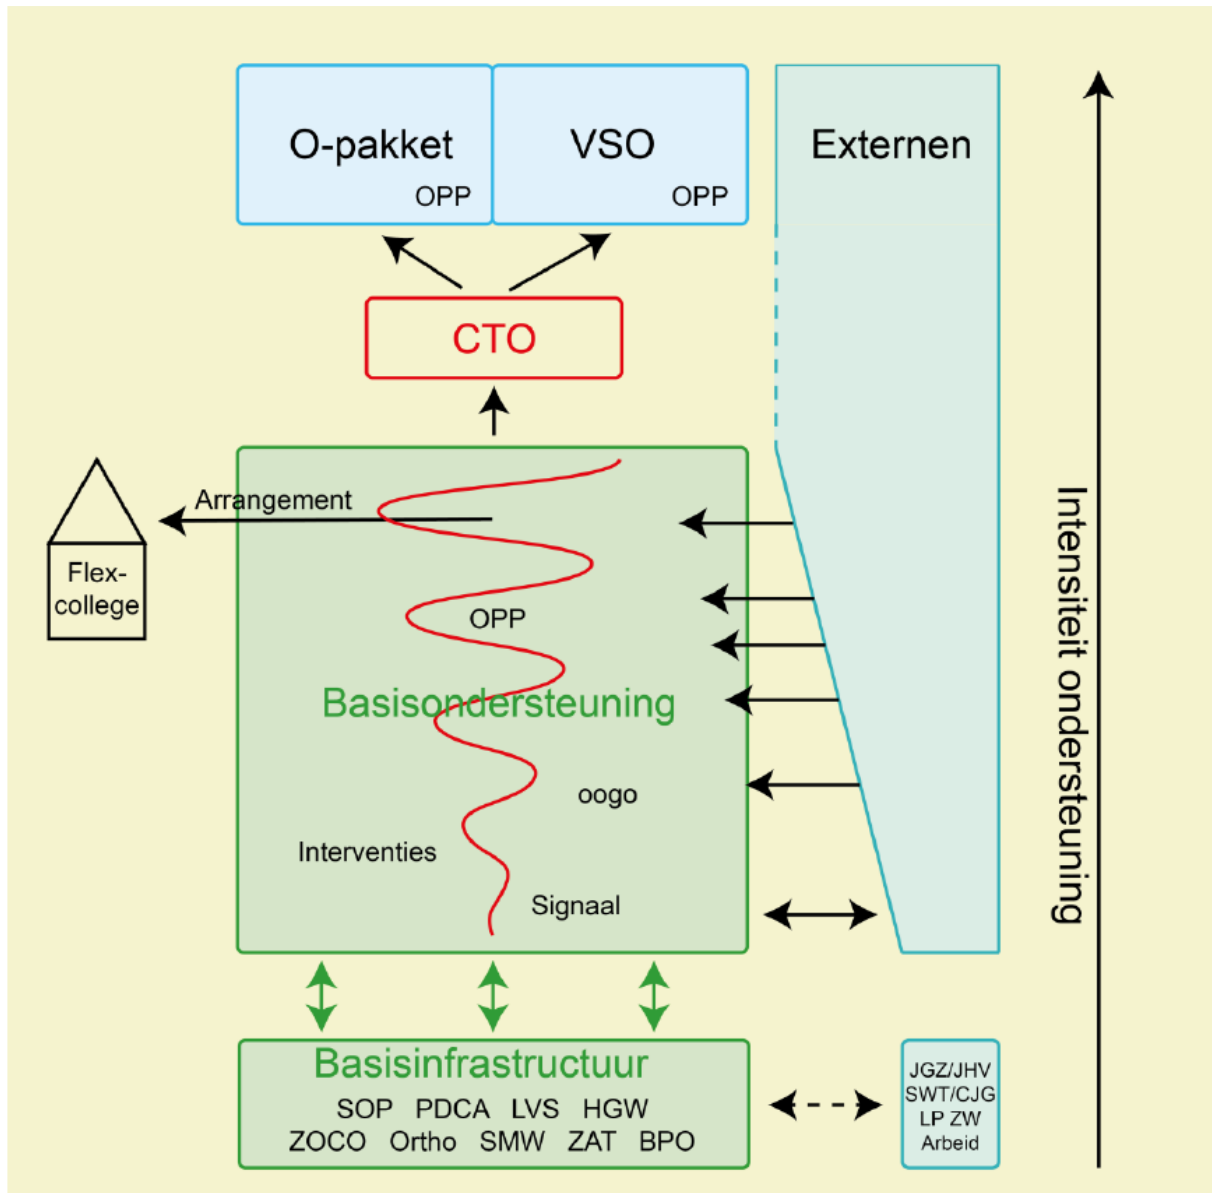 O-pakket
OPP
VSO
OPP
Externen
CTO
Arrangement
Flex-
college
OPP
Basisondersteuning
oogo
Interventies
Signaal
Intensiteit ondersteuning
Basisinfrastructuur
SOP PDCA LVS HGW
ZOCO Ortho SMW ZAT BPO
JGZ/JHV
SWT/CJG
LP ZW
Arbeid